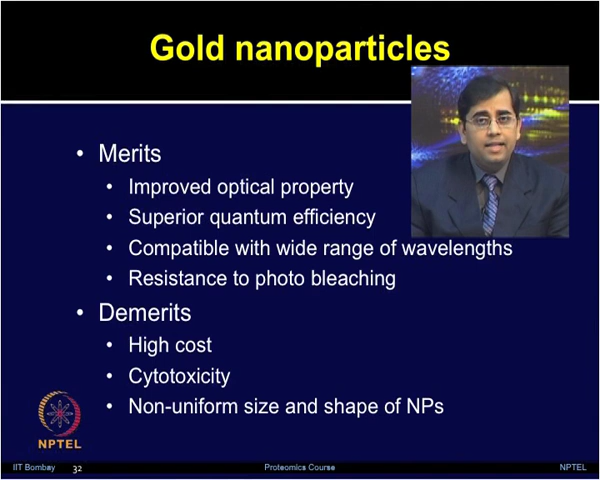 Gold nanoparticles
• Merits
• Improved optical property
• Superior quantum efficiency
• Compatible with wide range of wavelengths
• Resistance to photo bleaching
• Demerits
• High cost
• Cytotoxicity
• Non-uniform size and shape of NPs
NPTEL
IIT Bombay 32 Proteomics Course NPTEL